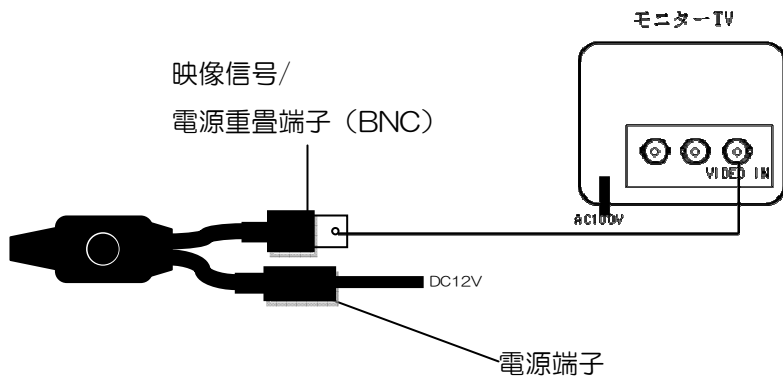 モニターTV
映像信号/
電源重畳端子（BNC）
VIDEO IN
AC100V
DC12V
電源端子